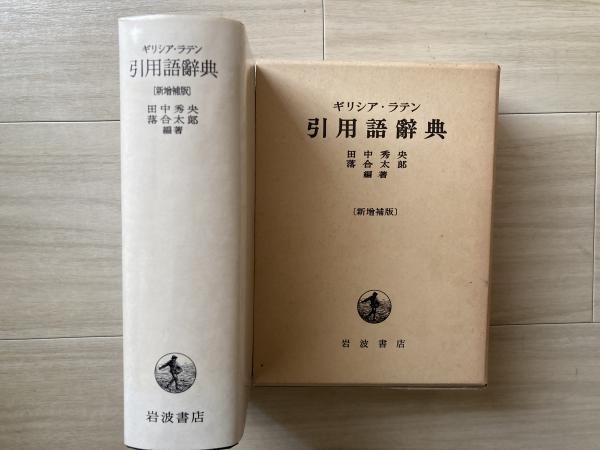 ギリシア・ラテン
引用語辭典
［新增補版］
田中秀央
落合太郎
編著
岩波書店
ギリシア・ラテン
引用語辭典
田中秀央
落合太郎
編著
［新增補版］
岩波書店